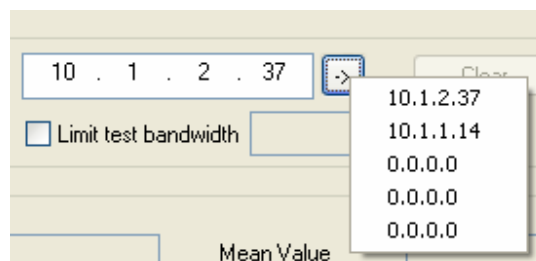 10 . 1 . 2 . 37 -> Clear
10.1.2.37
10.1.1.14
Limit test bandwidth
0.0.0.0
0.0.0.0
0.0.0.0
Mean Value